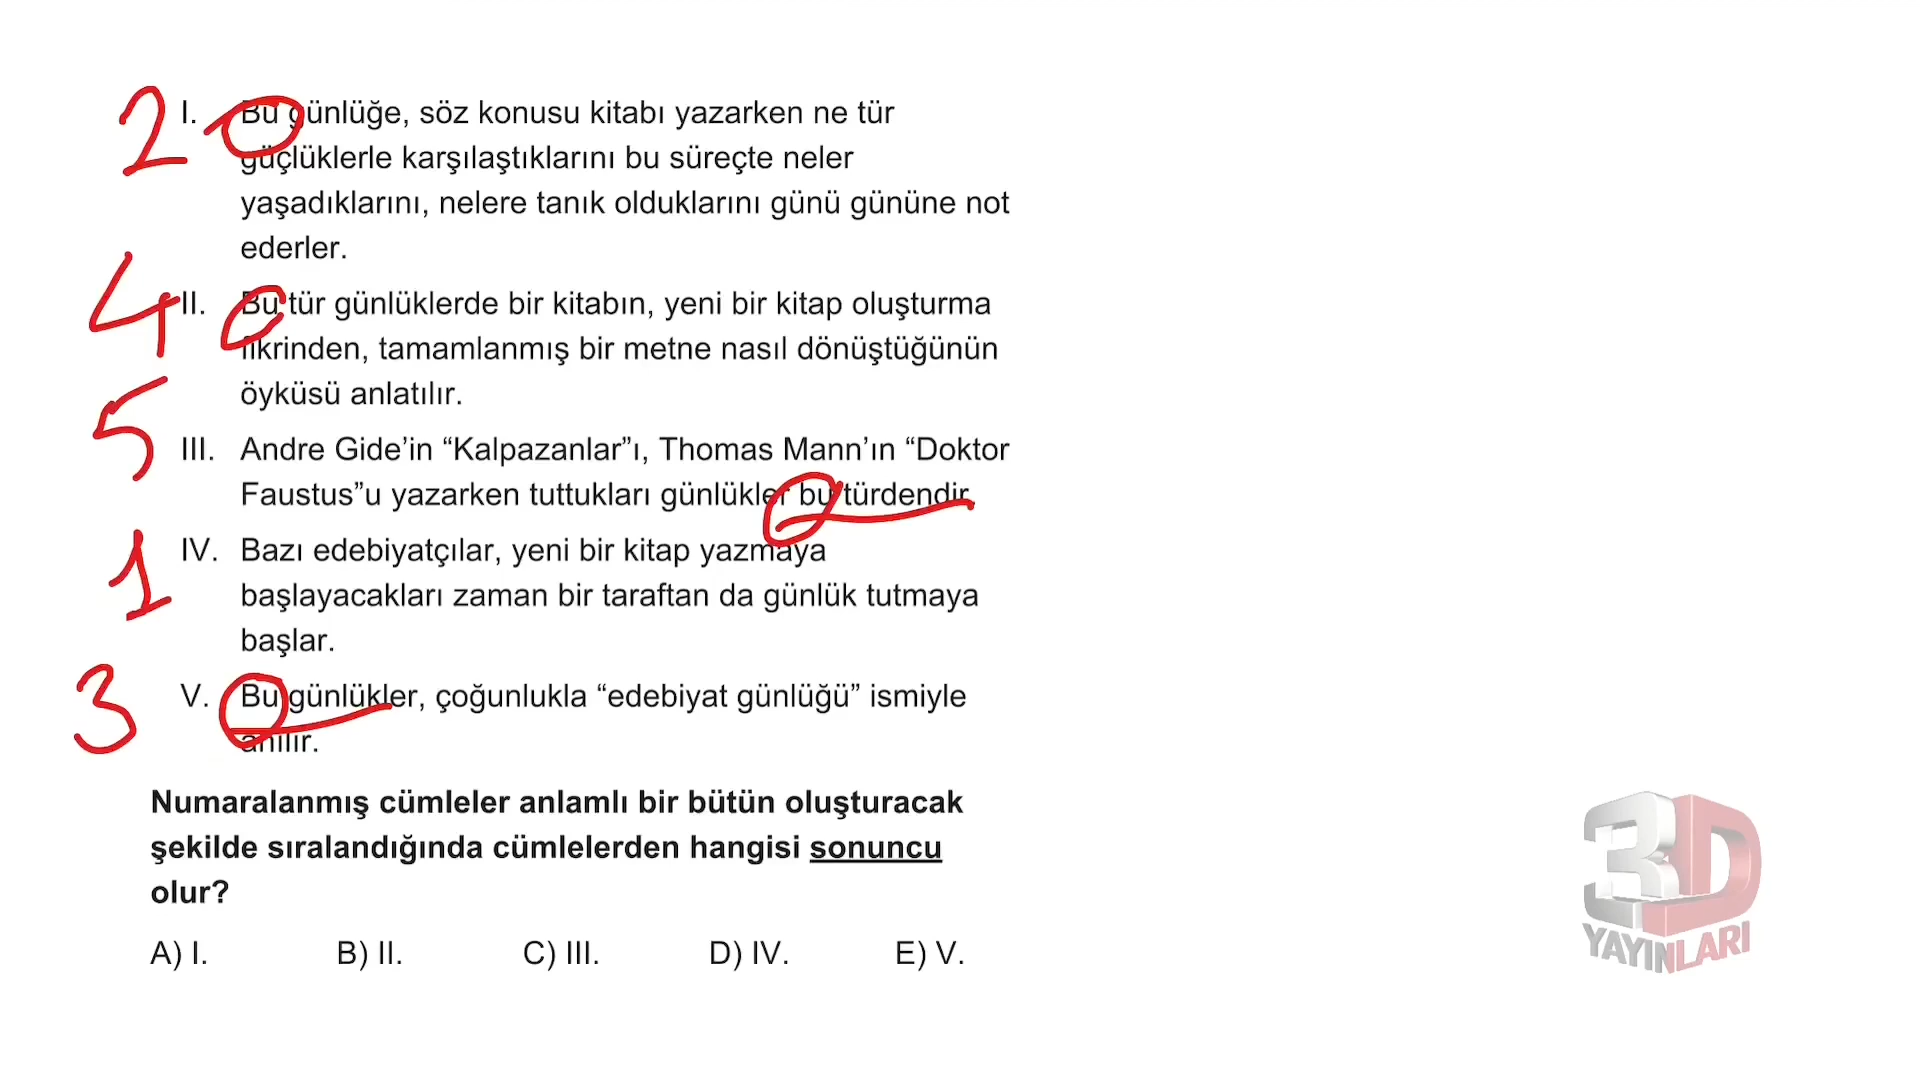 2 I. Bu günlüğe, söz konusu kitabı yazarken ne tür
güçlüklerle karşılaştıklarını bu süreçte neler
yaşadıklarını, nelere tanık olduklarını günü gününe not
ederler.
4 II. Bu tür günlüklerde bir kitabın, yeni bir kitap oluşturma
fikrinden, tamamlanmış bir metne nasıl dönüştüğünün
öyküsü anlatılır.
5 III. Andre Gide’in “Kalpazanlar”ı, Thomas Mann’ın “Doktor
Faustus”u yazarken tuttukları günlükler bu türdendir.
1 IV. Bazı edebiyatçılar, yeni bir kitap yazmaya
başlayacakları zaman bir taraftan da günlük tutmaya
başlar.
3 V. Bu günlükler, çoğunlukla “edebiyat günlüğü” ismiyle
anılır.
Numaralanmış cümleler anlamlı bir bütün oluşturacak
şekilde sıralandığında cümlelerden hangisi sonuncu
olur?
A) I. B) II. C) III. D) IV. E) V.
3D
YAYINLARI